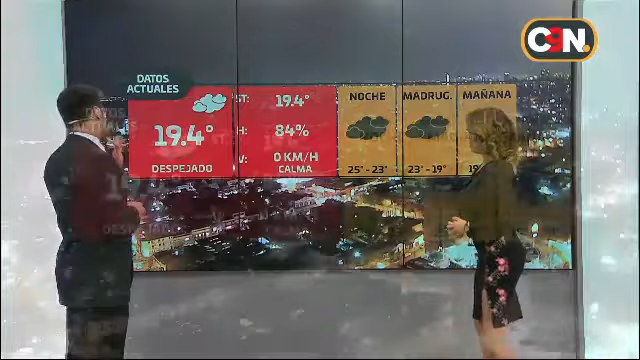 C9N
DATOS
ACTUALES
19.4°
DESPEJADO
ST: 19.4°
H: 84%
V: 0 KM/H
CALMA
NOCHE
25° - 23°
MADRUG.
23° - 19°
MAÑANA
19